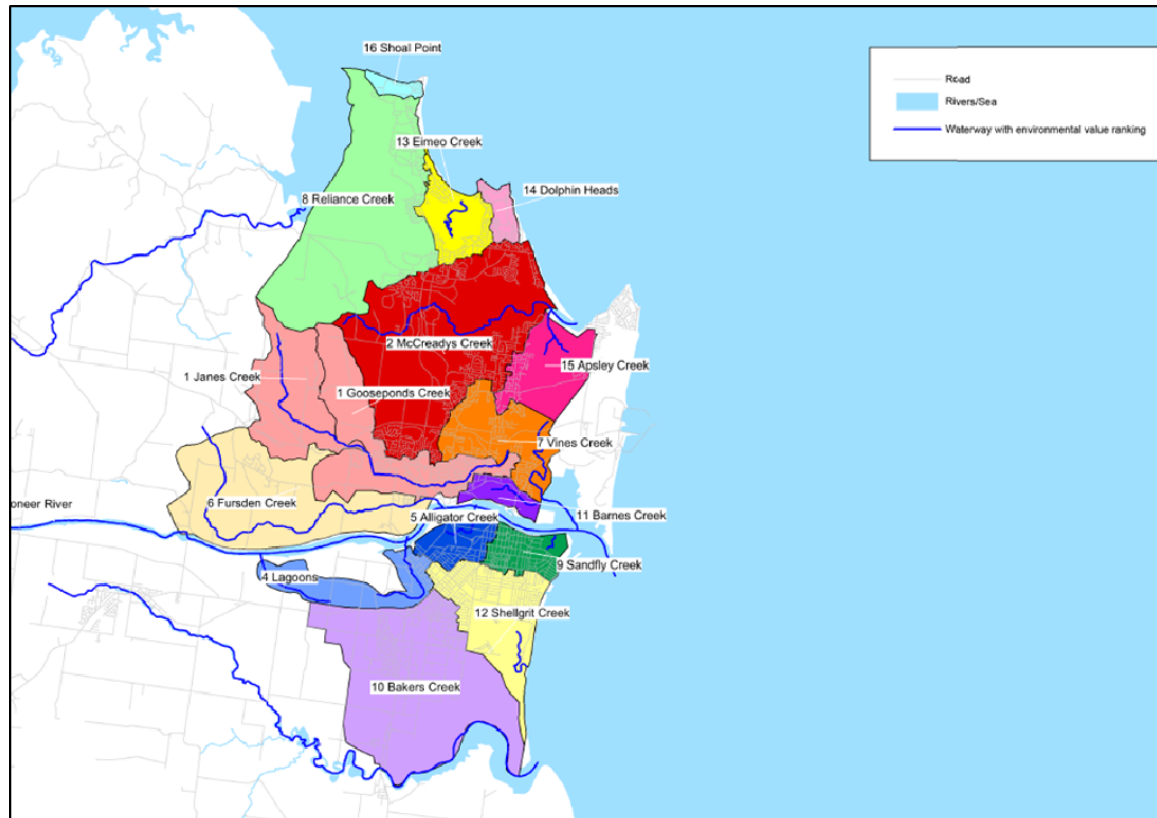 16 Shoal Point
Road
Rivers/Sea
Waterway with environmental value ranking
13 Eimeo Creek
14 Dolphin Heads
8 Reliance Creek
2 McCreadys Creek
15 Apsley Creek
1 Janes Creek
1 Gooseponds Creek
7 Vines Creek
6 Fursden Creek
oneer River
11 Barnes Creek
5 Alligator Creek
9 Sandfly Creek
4 Lagoons
12 Shellgrit Creek
10 Bakers Creek